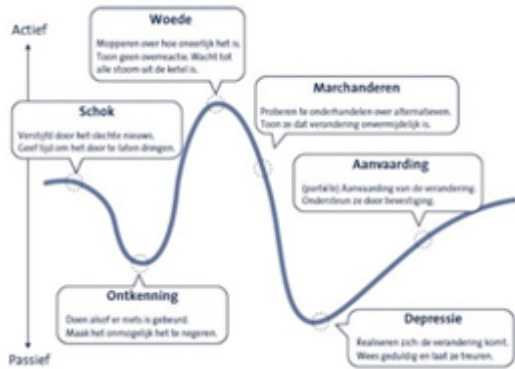 Actief
Woede
Mopperen over hoe oneerlijk het is.
Toon geen overreactie. Wacht tot
alle stoom uit de ketel is.
Marchanderen
Proberen te onderhandelen over alternatieven.
Toon ze dat verandering onvermijdelijk is.
Schok
Verstijfd door het slechte nieuws.
Geef tijd om het door te laten dringen.
Aanvaarding
(partiële) Aanvaarding van de verandering.
Ondersteun ze door bevestiging.
Ontkenning
Doen alsof er niets is gebeurd.
Maak het onmogelijk het te negeren.
Depressie
Realiseren zich: de verandering komt.
Wees geduldig en laat ze treuren.
Passief